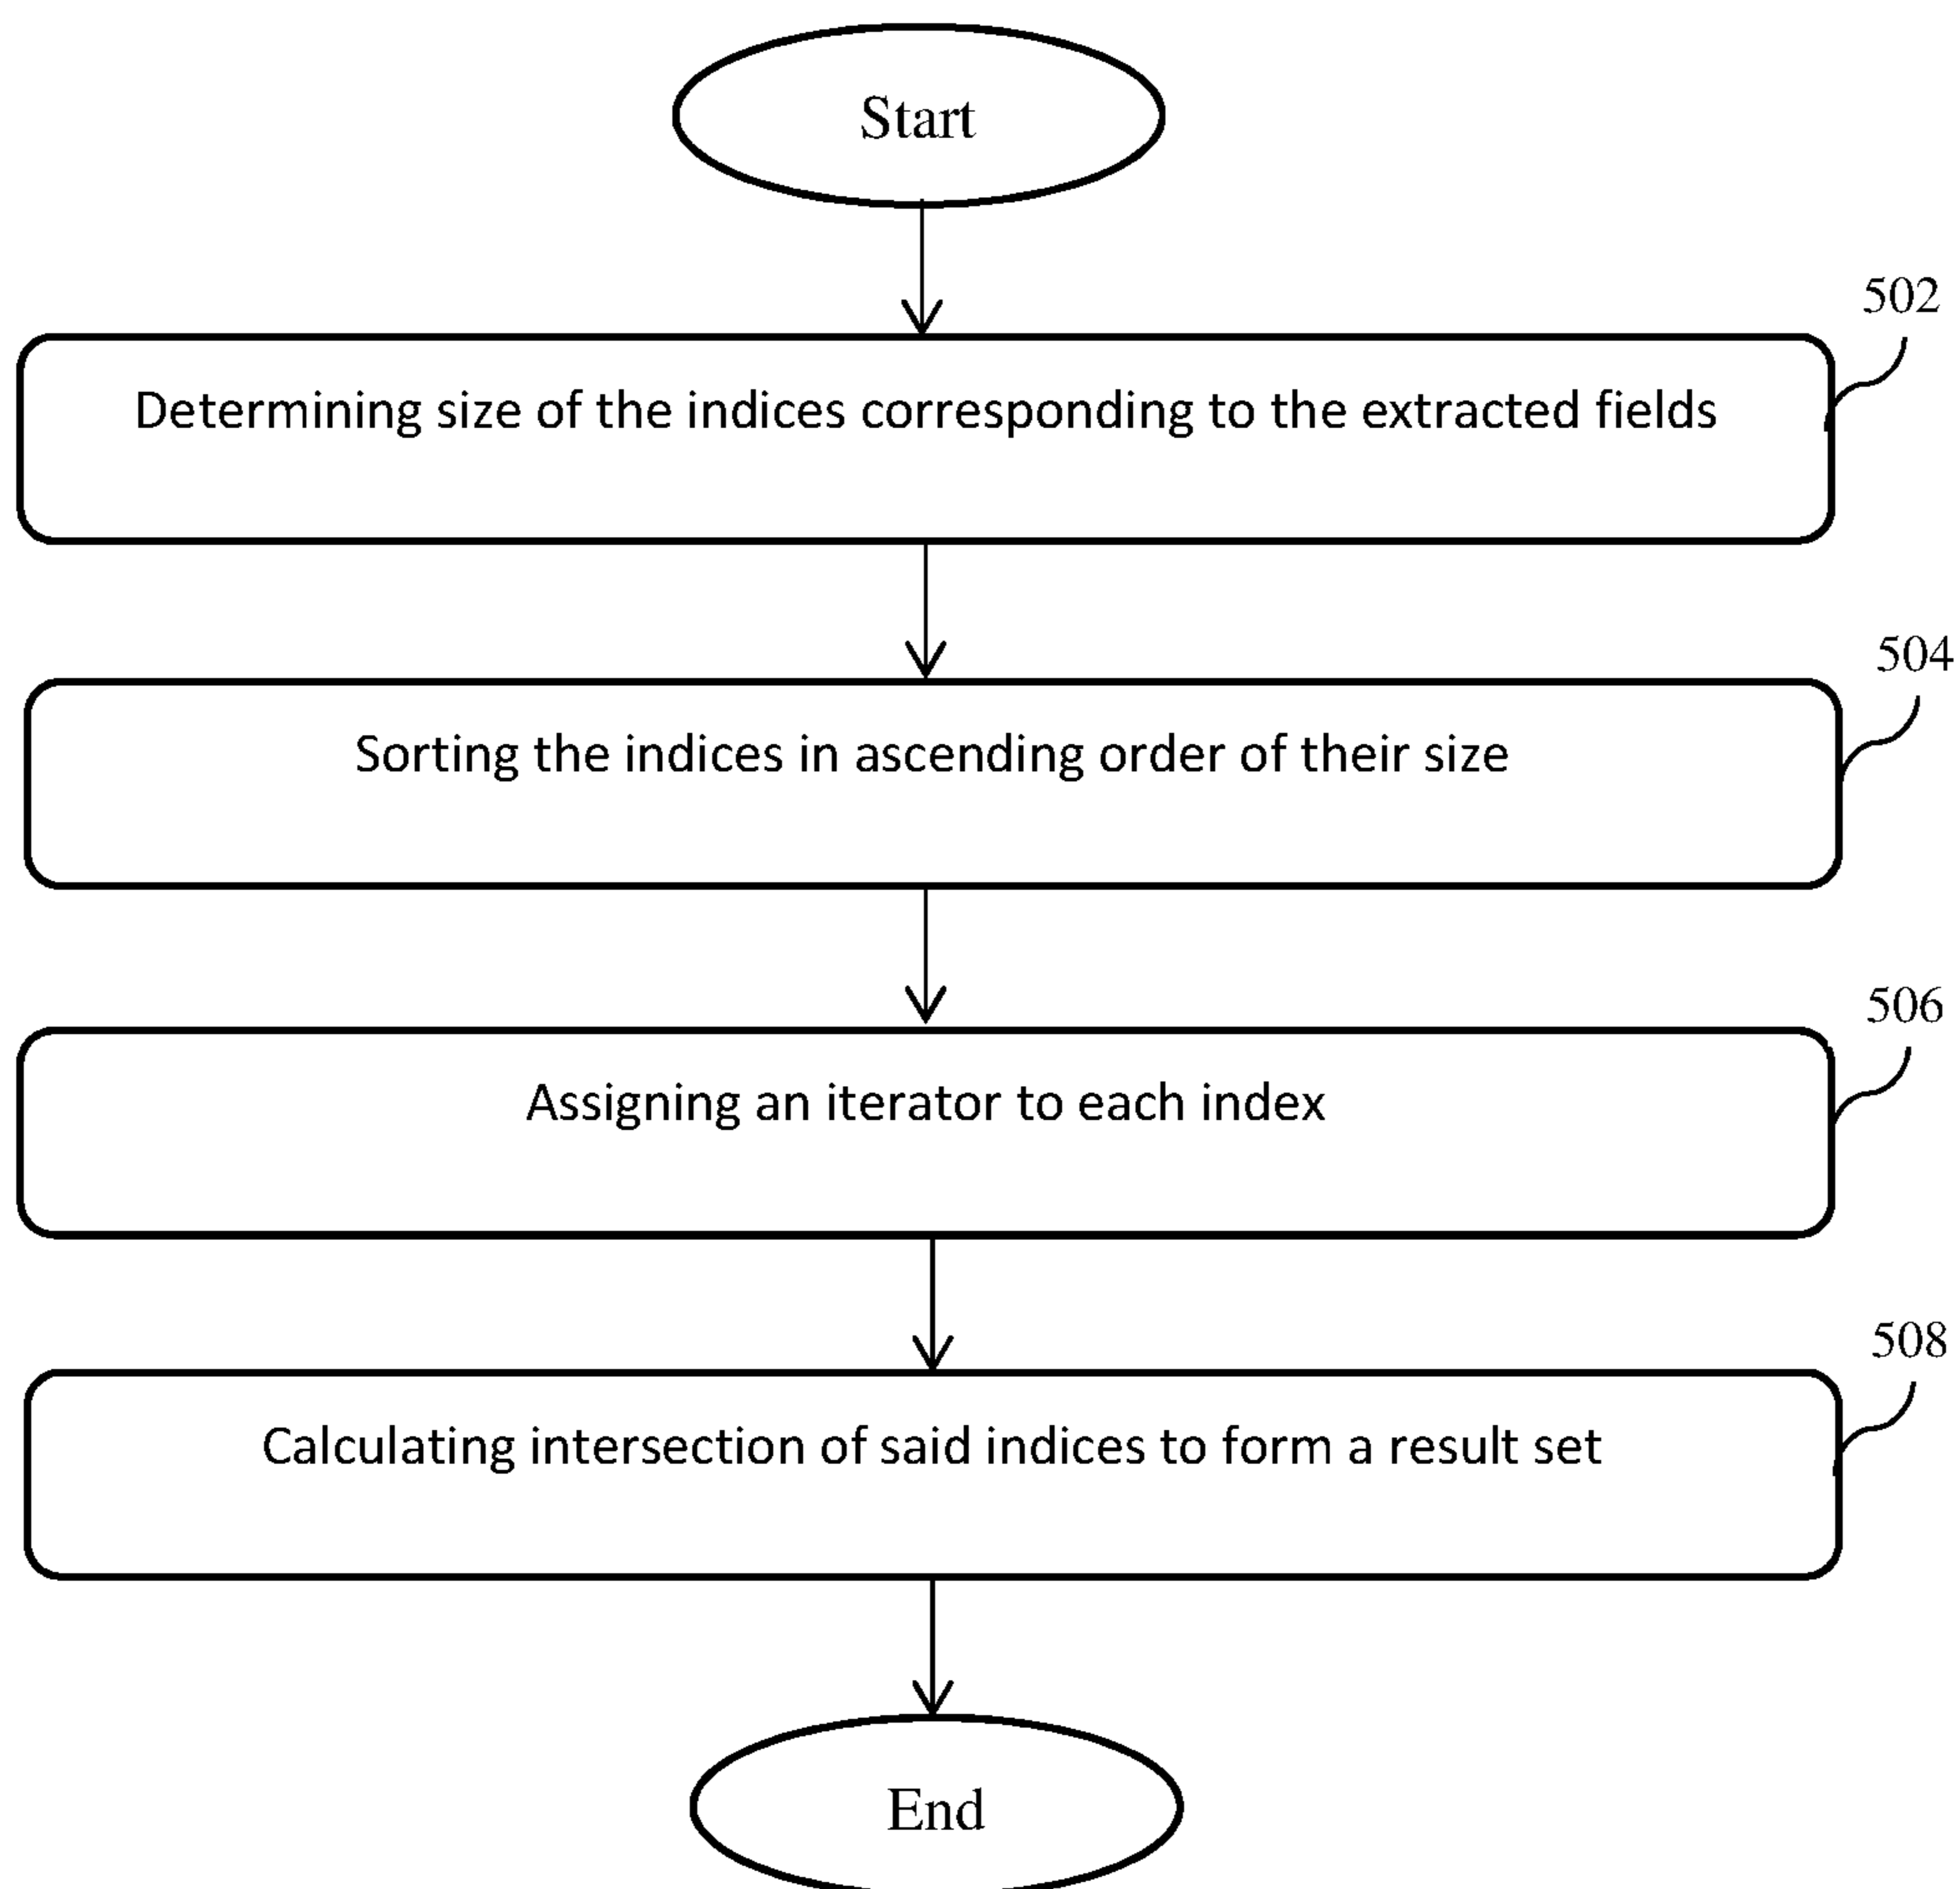 Start
502
Determining size of the indices corresponding to the extracted fields
504
Sorting the indices in ascending order of their size
506
Assigning an iterator to each index
508
Calculating intersection of said indices to form a result set
End